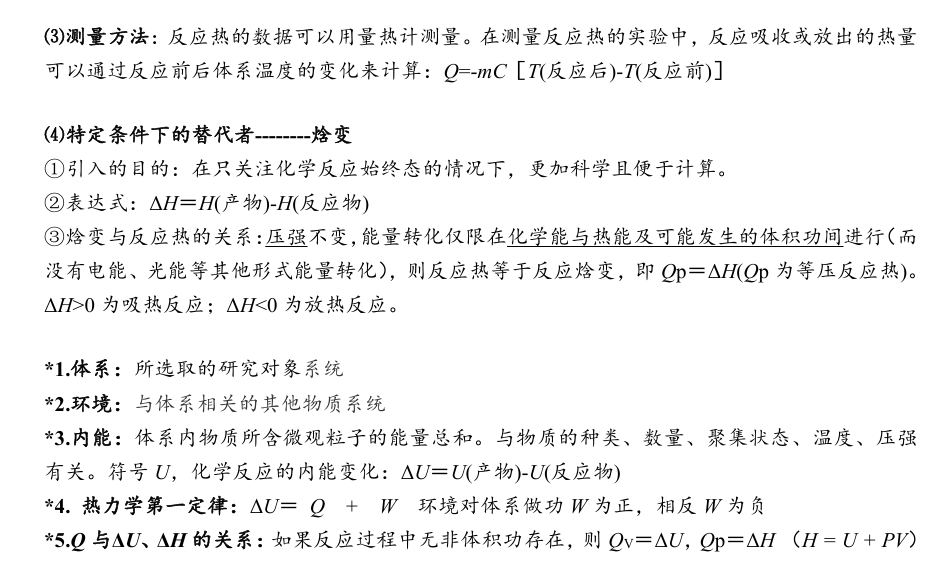 ⑶测量方法：反应热的数据可以用量热计测量。在测量反应热的实验中，反应吸收或放出的热量
可以通过反应前后体系温度的变化来计算：Q=-mC［T(反应后)-T(反应前)］
⑷特定条件下的替代者--------焓变
①引入的目的：在只关注化学反应始终态的情况下，更加科学且便于计算。
②表达式：ΔH＝H(产物)-H(反应物)
③焓变与反应热的关系：压强不变，能量转化仅限在化学能与热能及可能发生的体积功间进行（而
没有电能、光能等其他形式能量转化），则反应热等于反应焓变，即 Qp＝ΔH(Qp 为等压反应热)。
ΔH>0 为吸热反应；ΔH<0 为放热反应。
*1.体系：所选取的研究对象系统
*2.环境：与体系相关的其他物质系统
*3.内能：体系内物质所含微观粒子的能量总和。与物质的种类、数量、聚集状态、温度、压强
有关。符号 U，化学反应的内能变化：ΔU＝U(产物)-U(反应物)
*4. 热力学第一定律：ΔU＝ Q + W 环境对体系做功 W 为正，相反 W 为负
*5.Q 与ΔU、ΔH 的关系：如果反应过程中无非体积功存在，则 QV＝ΔU，Qp＝ΔH （H = U + PV）